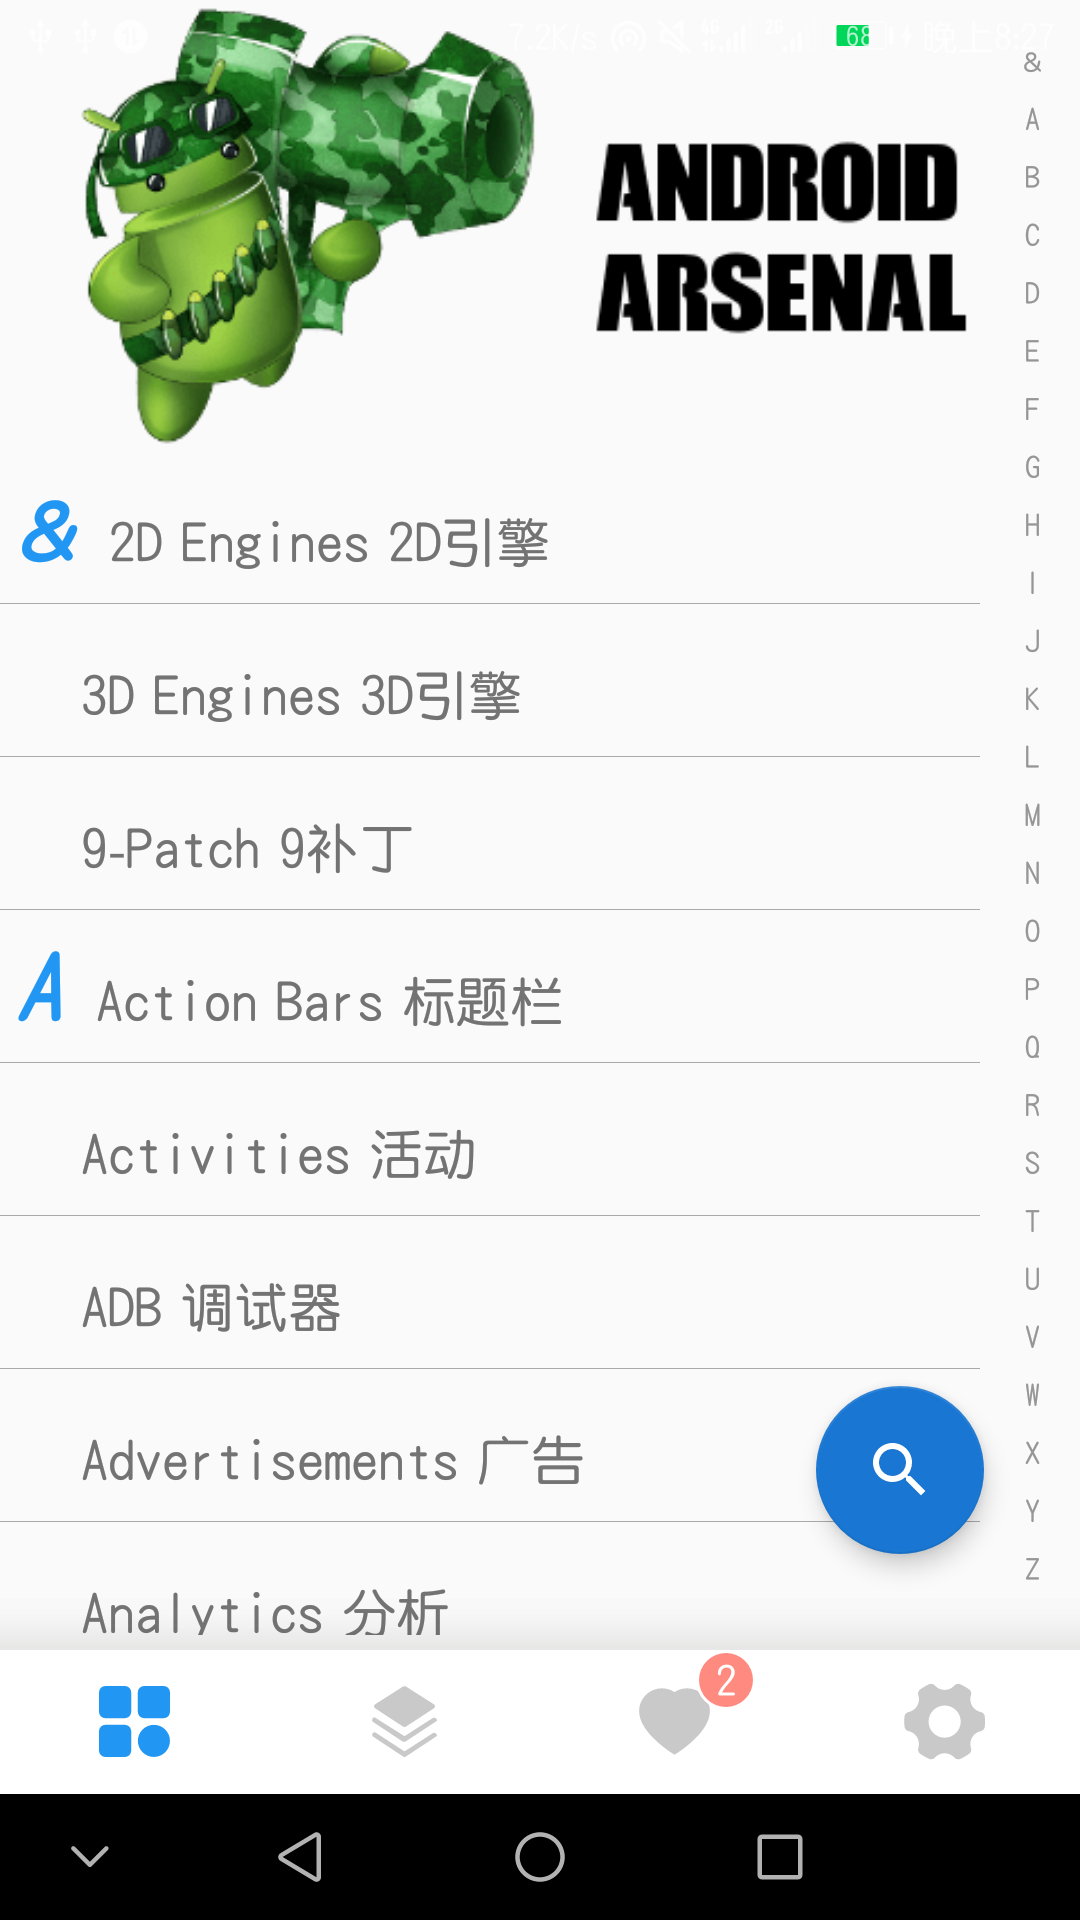 7.2K/s 4G 2G 68 晚上8:27
ANDROID
ARSENAL
& 2D Engines 2D引擎
3D Engines 3D引擎
9-Patch 9补丁
A Action Bars 标题栏
Activities 活动
ADB 调试器
Advertisements 广告
Analytics 分析
&
A
B
C
D
E
F
G
H
I
J
K
L
M
N
O
P
Q
R
S
T
U
V
W
X
Y
Z
2